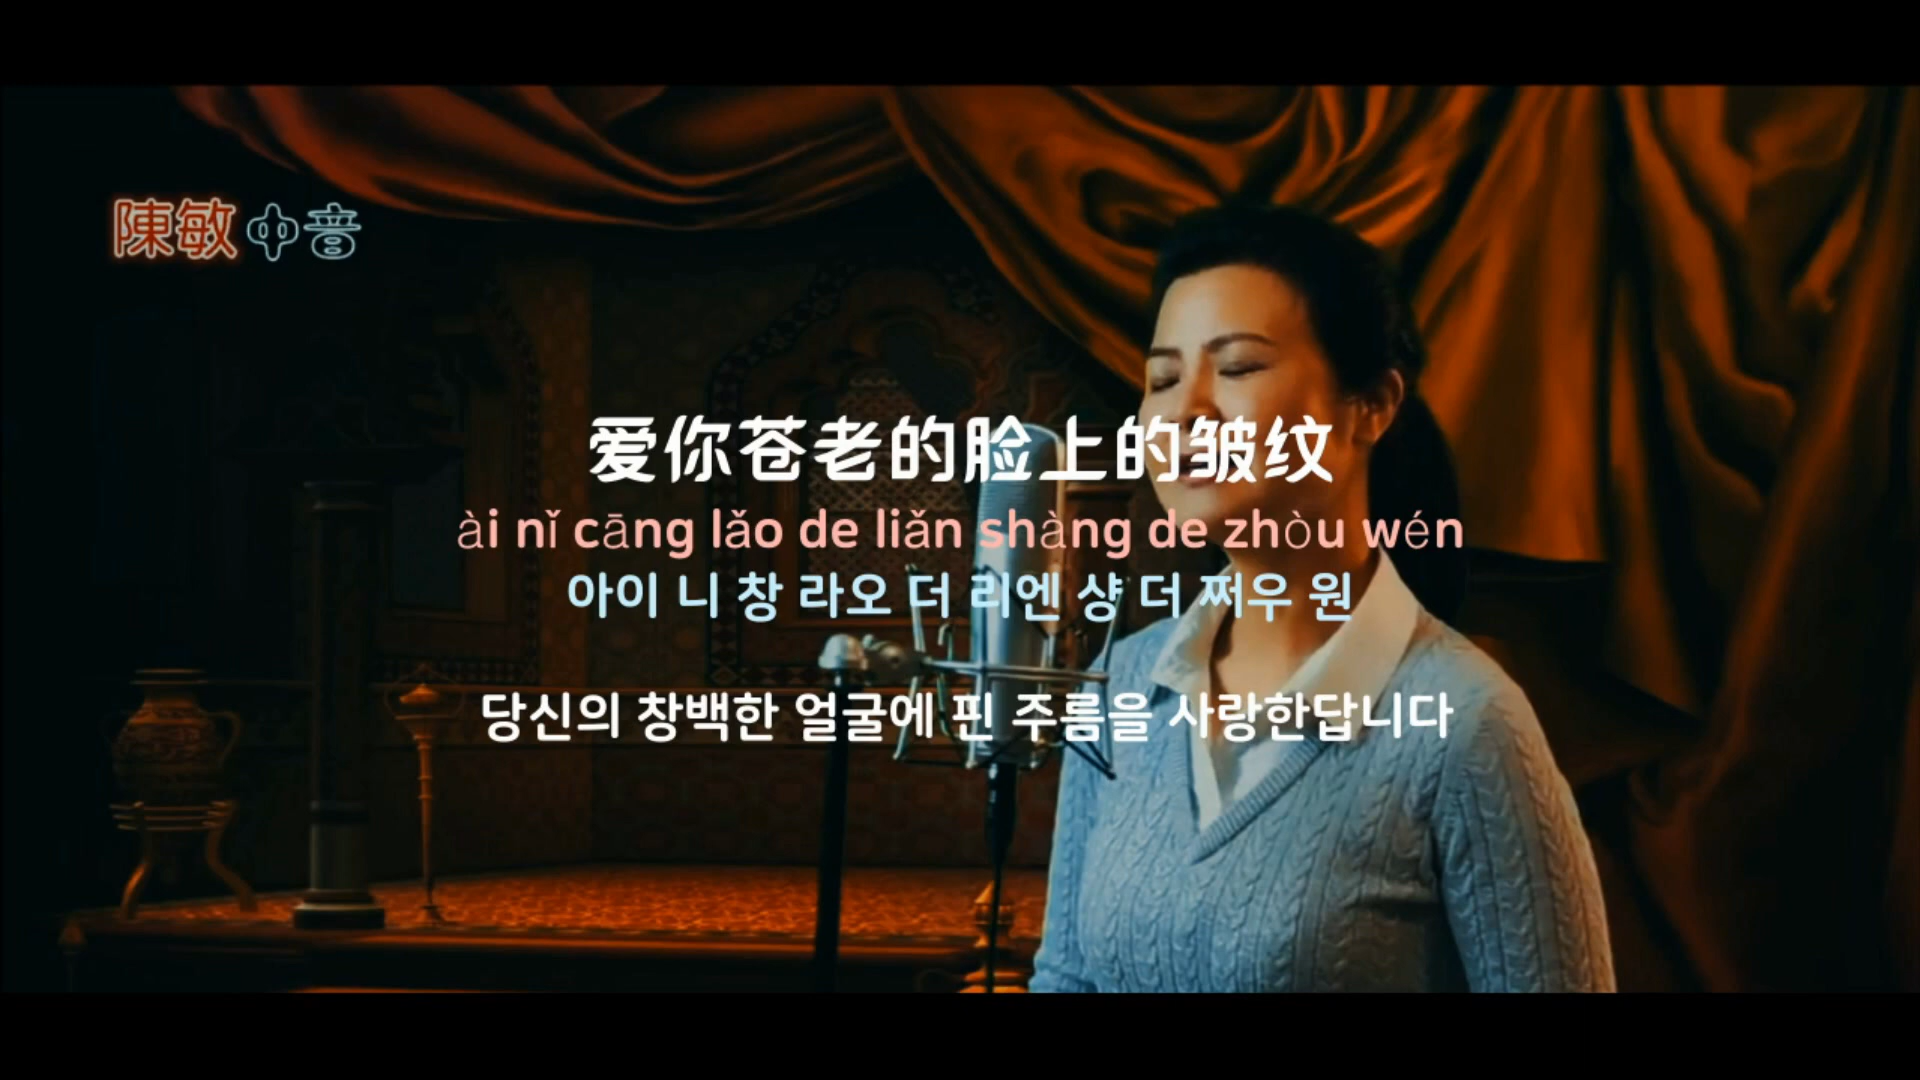 陳敏中音
爱你苍老的脸上的皱纹
ài nǐ cāng lǎo de liǎn shàng de zhòu wén
아이 니 창 라오 더 리엔 샹 더 쩌우 원
당신의 창백한 얼굴에 핀 주름을 사랑한답니다